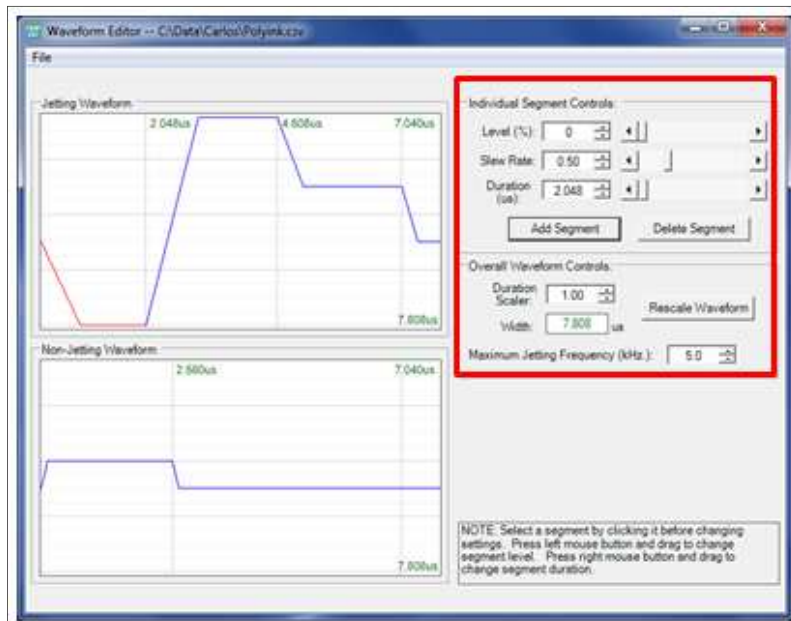 Waveform Editor -- C:\Data\Carlos\Polyink.csv
File
Jetting Waveform
2.048us
4.608us
7.040us
7.808us
Non-Jetting Waveform
2.560us
7.040us
7.808us
Individual Segment Controls:
Level (%): 0
Slew Rate: 0.50
Duration (us): 2.048
Add Segment
Delete Segment
Overall Waveform Controls:
Duration Scaler: 1.00
Rescale Waveform
Width: 7.808 us
Maximum Jetting Frequency (kHz.): 5.0
NOTE: Select a segment by clicking it before changing
settings. Press left mouse button and drag to change
segment level. Press right mouse button and drag to
change segment duration.